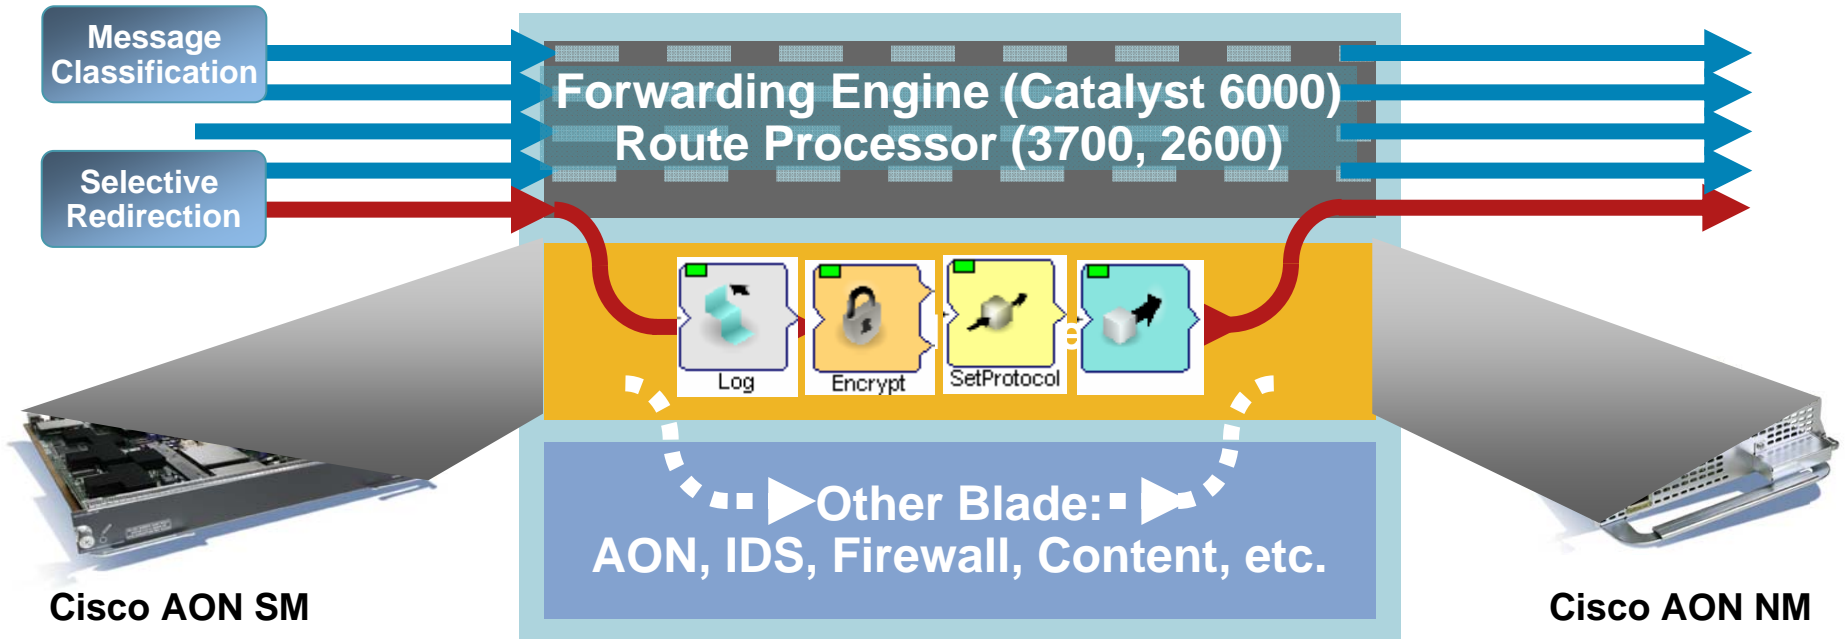 Message
Classification
Forwarding Engine (Catalyst 6000)
Route Processor (3700, 2600)
Selective
Redirection
Log
Encrypt
SetProtocol
Other Blade:
AON, IDS, Firewall, Content, etc.
Cisco AON SM
Cisco AON NM